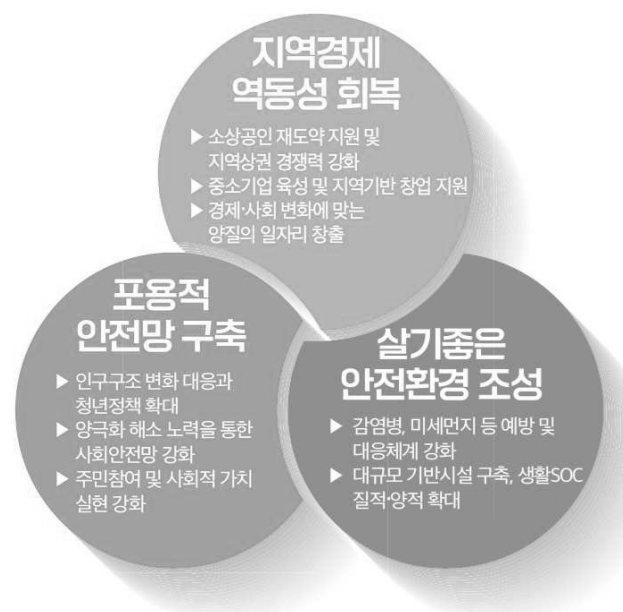 지역경제
역동성 회복
▶ 소상공인 재도약 지원 및
지역상권 경쟁력 강화
▶ 중소기업 육성 및 지역기반 창업 지원
▶ 경제·사회 변화에 맞는
양질의 일자리 창출
포용적
안전망 구축
▶ 인구구조 변화 대응과
청년정책 확대
▶ 양극화 해소 노력을 통한
사회안전망 강화
▶ 주민참여 및 사회적 가치
실현 강화
살기좋은
안전환경 조성
▶ 감염병, 미세먼지 등 예방 및
대응체계 강화
▶ 대규모 기반시설 구축, 생활SOC
질적·양적 확대